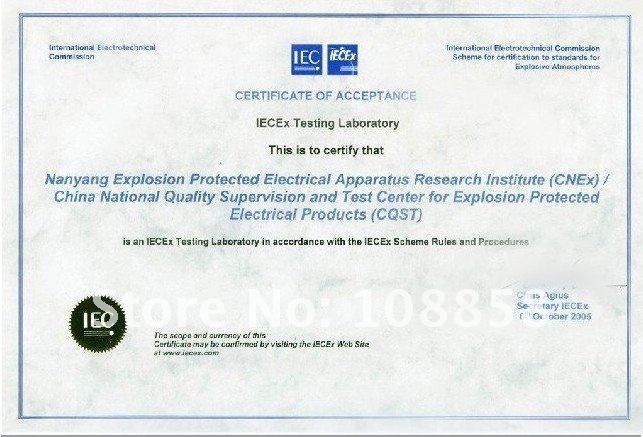 International Electrotechnical
Commission
IEC IECEx
International Electrotechnical Commission
Scheme for certification to standards for
Explosive Atmospheres
CERTIFICATE OF ACCEPTANCE
IECEx Testing Laboratory
This is to certify that
Nanyang Explosion Protected Electrical Apparatus Research Institute (CNEx) /
China National Quality Supervision and Test Center for Explosion Protected
Electrical Products (CQST)
is an IECEx Testing Laboratory in accordance with the IECEx Scheme Rules and Procedures
Chris Agius
Secretary IECEx
October 2005
Store No: 108853
IEC
The scope and currency of this
Certificate may be confirmed by visiting the IECEx Web Site
at www.iecex.com